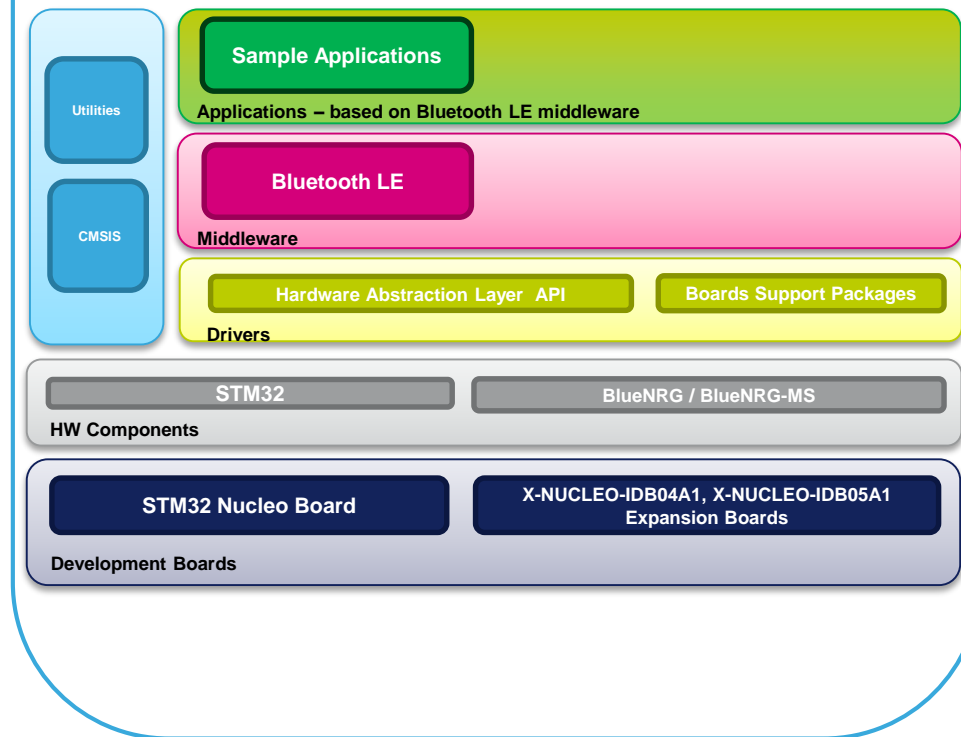 Utilities
CMSIS
Sample Applications
Applications – based on Bluetooth LE middleware
Bluetooth LE
Middleware
Hardware Abstraction Layer API
Boards Support Packages
Drivers
STM32
BlueNRG / BlueNRG-MS
HW Components
STM32 Nucleo Board
X-NUCLEO-IDB04A1, X-NUCLEO-IDB05A1
Expansion Boards
Development Boards